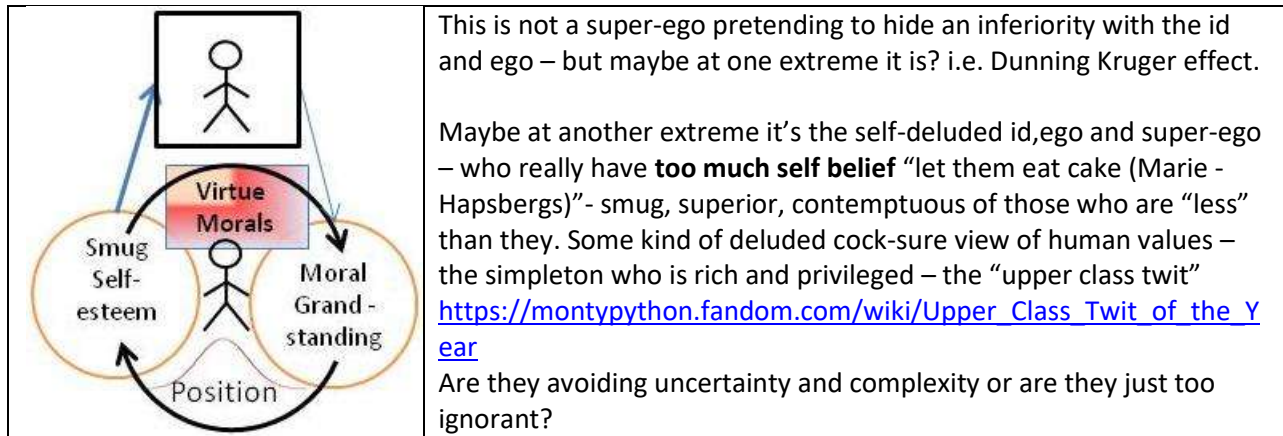 Virtue
Morals
Smug
Self-
esteem
Moral
Grand -
standing
Position
This is not a super-ego pretending to hide an inferiority with the id
and ego – but maybe at one extreme it is? i.e. Dunning Kruger effect.
Maybe at another extreme it’s the self-deluded id,ego and super-ego
– who really have too much self belief “let them eat cake (Marie -
Hapsbergs)”- smug, superior, contemptuous of those who are “less”
than they. Some kind of deluded cock-sure view of human values –
the simpleton who is rich and privileged – the “upper class twit”
https://montypython.fandom.com/wiki/Upper_Class_Twit_of_the_Y
ear
Are they avoiding uncertainty and complexity or are they just too
ignorant?